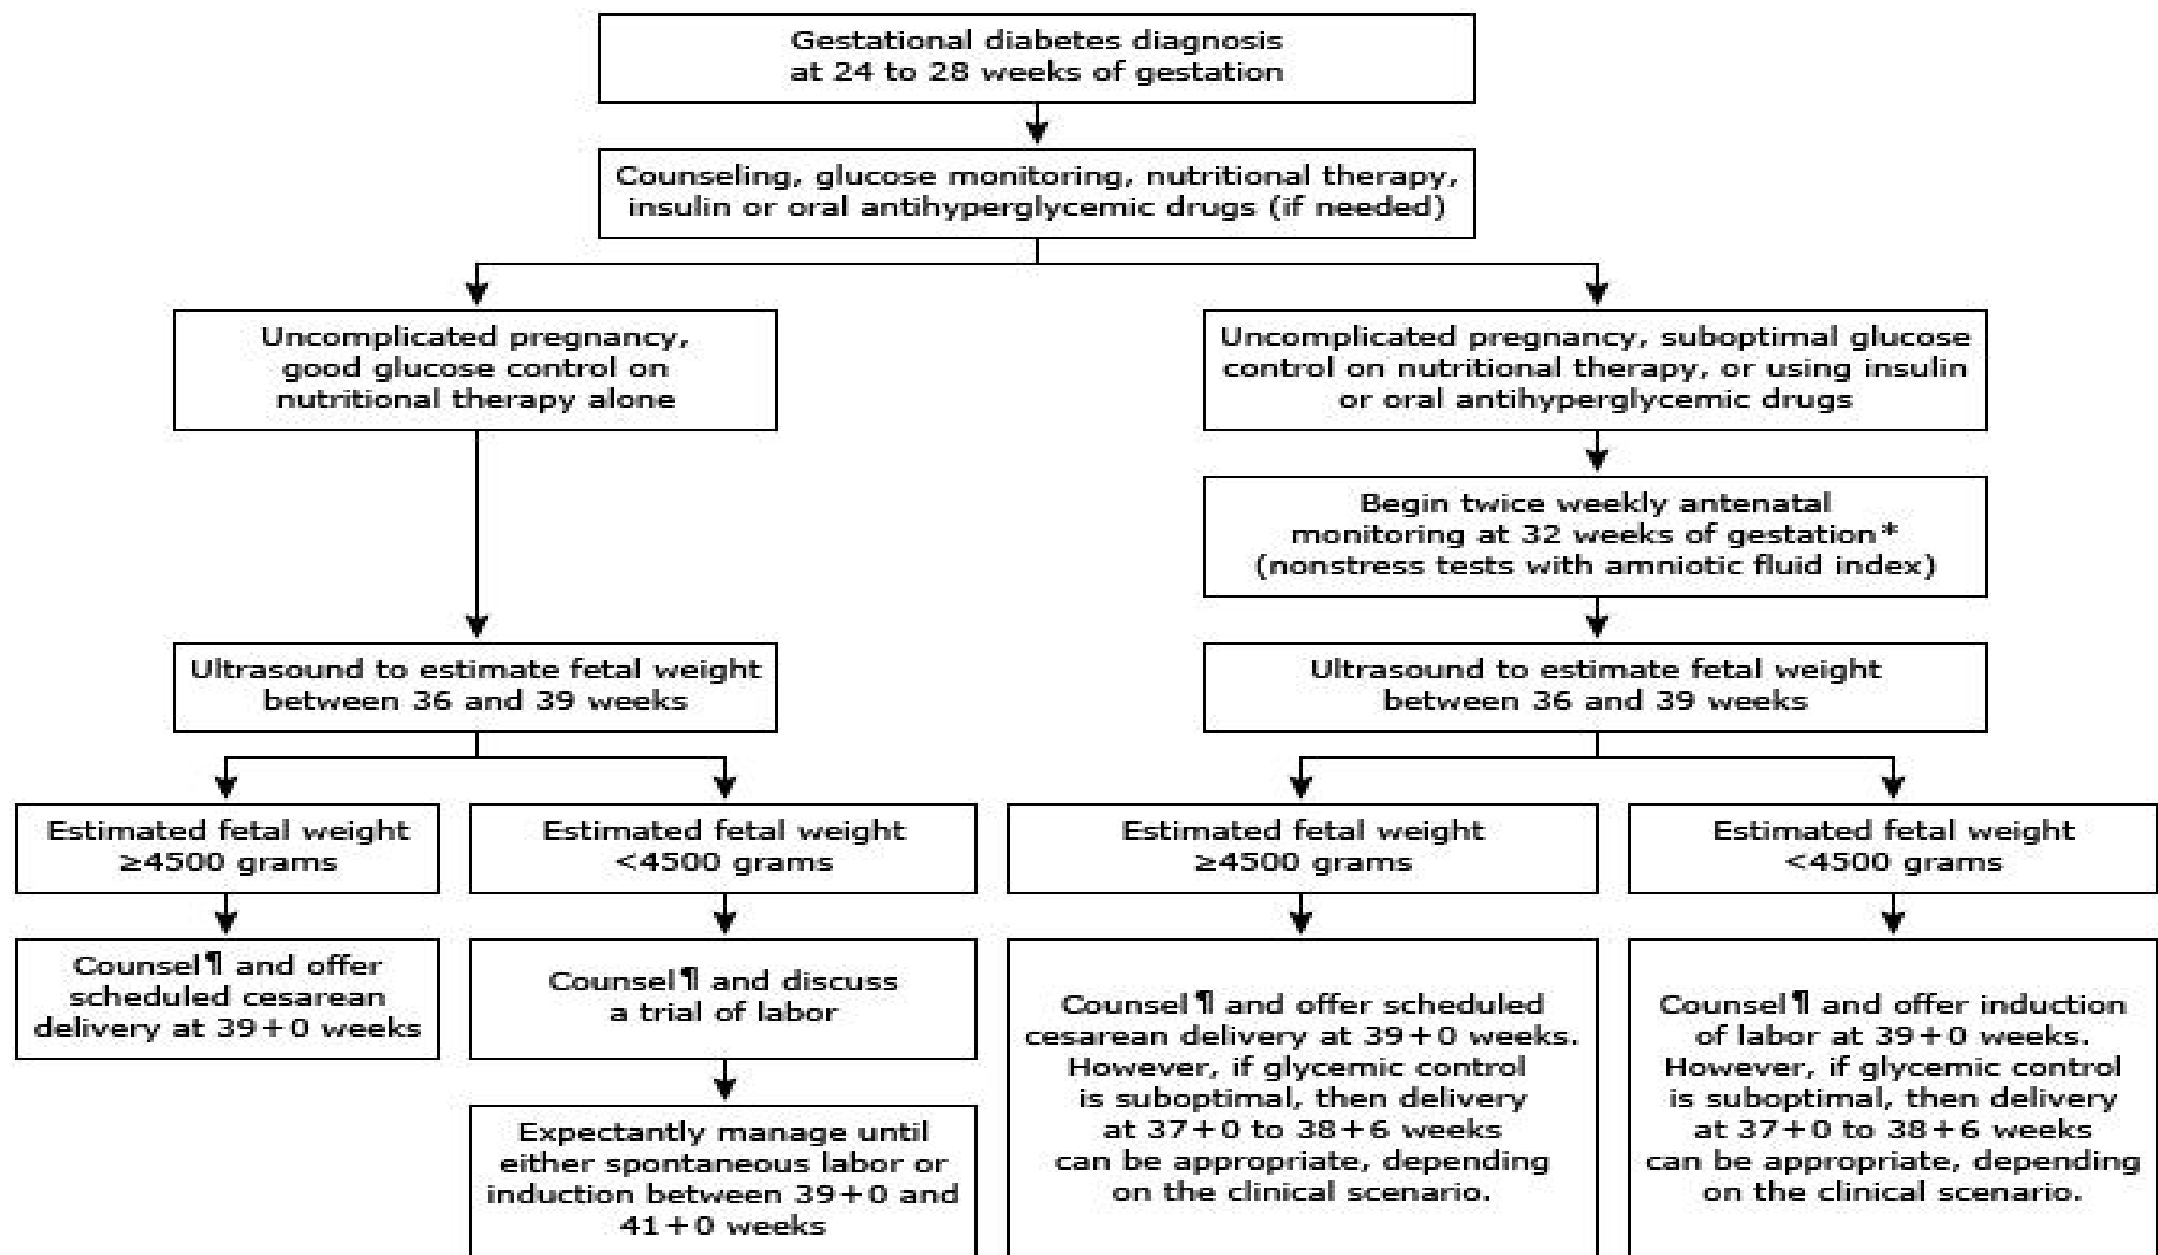 Gestational diabetes diagnosis
at 24 to 28 weeks of gestation
Counseling, glucose monitoring, nutritional therapy,
insulin or oral antihyperglycemic drugs (if needed)
Uncomplicated pregnancy,
good glucose control on
nutritional therapy alone
Uncomplicated pregnancy, suboptimal glucose
control on nutritional therapy, or using insulin
or oral antihyperglycemic drugs
Begin twice weekly antenatal
monitoring at 32 weeks of gestation*
(nonstress tests with amniotic fluid index)
Ultrasound to estimate fetal weight
between 36 and 39 weeks
Ultrasound to estimate fetal weight
between 36 and 39 weeks
Estimated fetal weight
≥4500 grams
Estimated fetal weight
<4500 grams
Estimated fetal weight
≥4500 grams
Estimated fetal weight
<4500 grams
Counsel¶ and offer
scheduled cesarean
delivery at 39+0 weeks
Counsel¶ and discuss
a trial of labor
Expectantly manage until
either spontaneous labor or
induction between 39+0 and
41+0 weeks
Counsel¶ and offer scheduled
cesarean delivery at 39+0 weeks.
However, if glycemic control
is suboptimal, then delivery
at 37+0 to 38+6 weeks
can be appropriate, depending
on the clinical scenario.
Counsel¶ and offer induction
of labor at 39+0 weeks.
However, if glycemic control
is suboptimal, then delivery
at 37+0 to 38+6 weeks
can be appropriate, depending
on the clinical scenario.